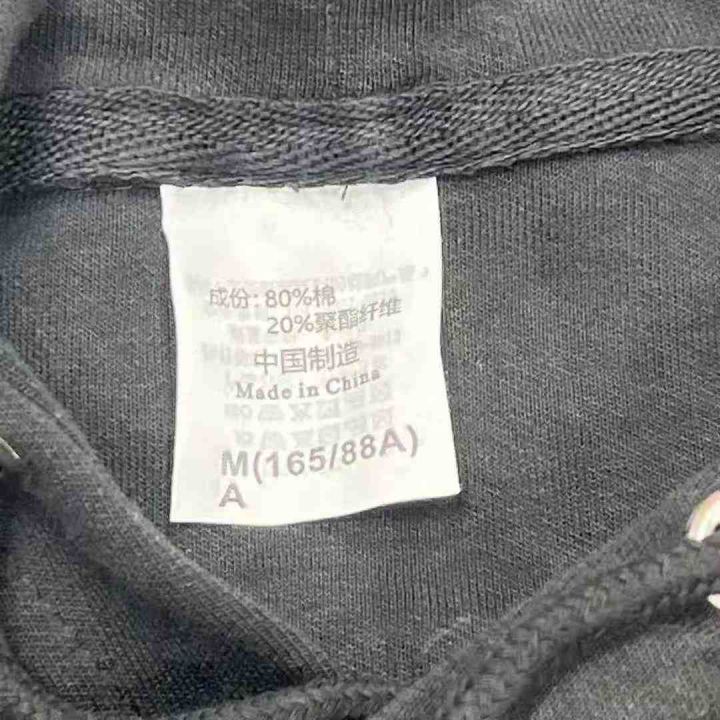 成份: 80%棉
20%聚酯纤维
中国制造
Made in China
M(165/88A)
A